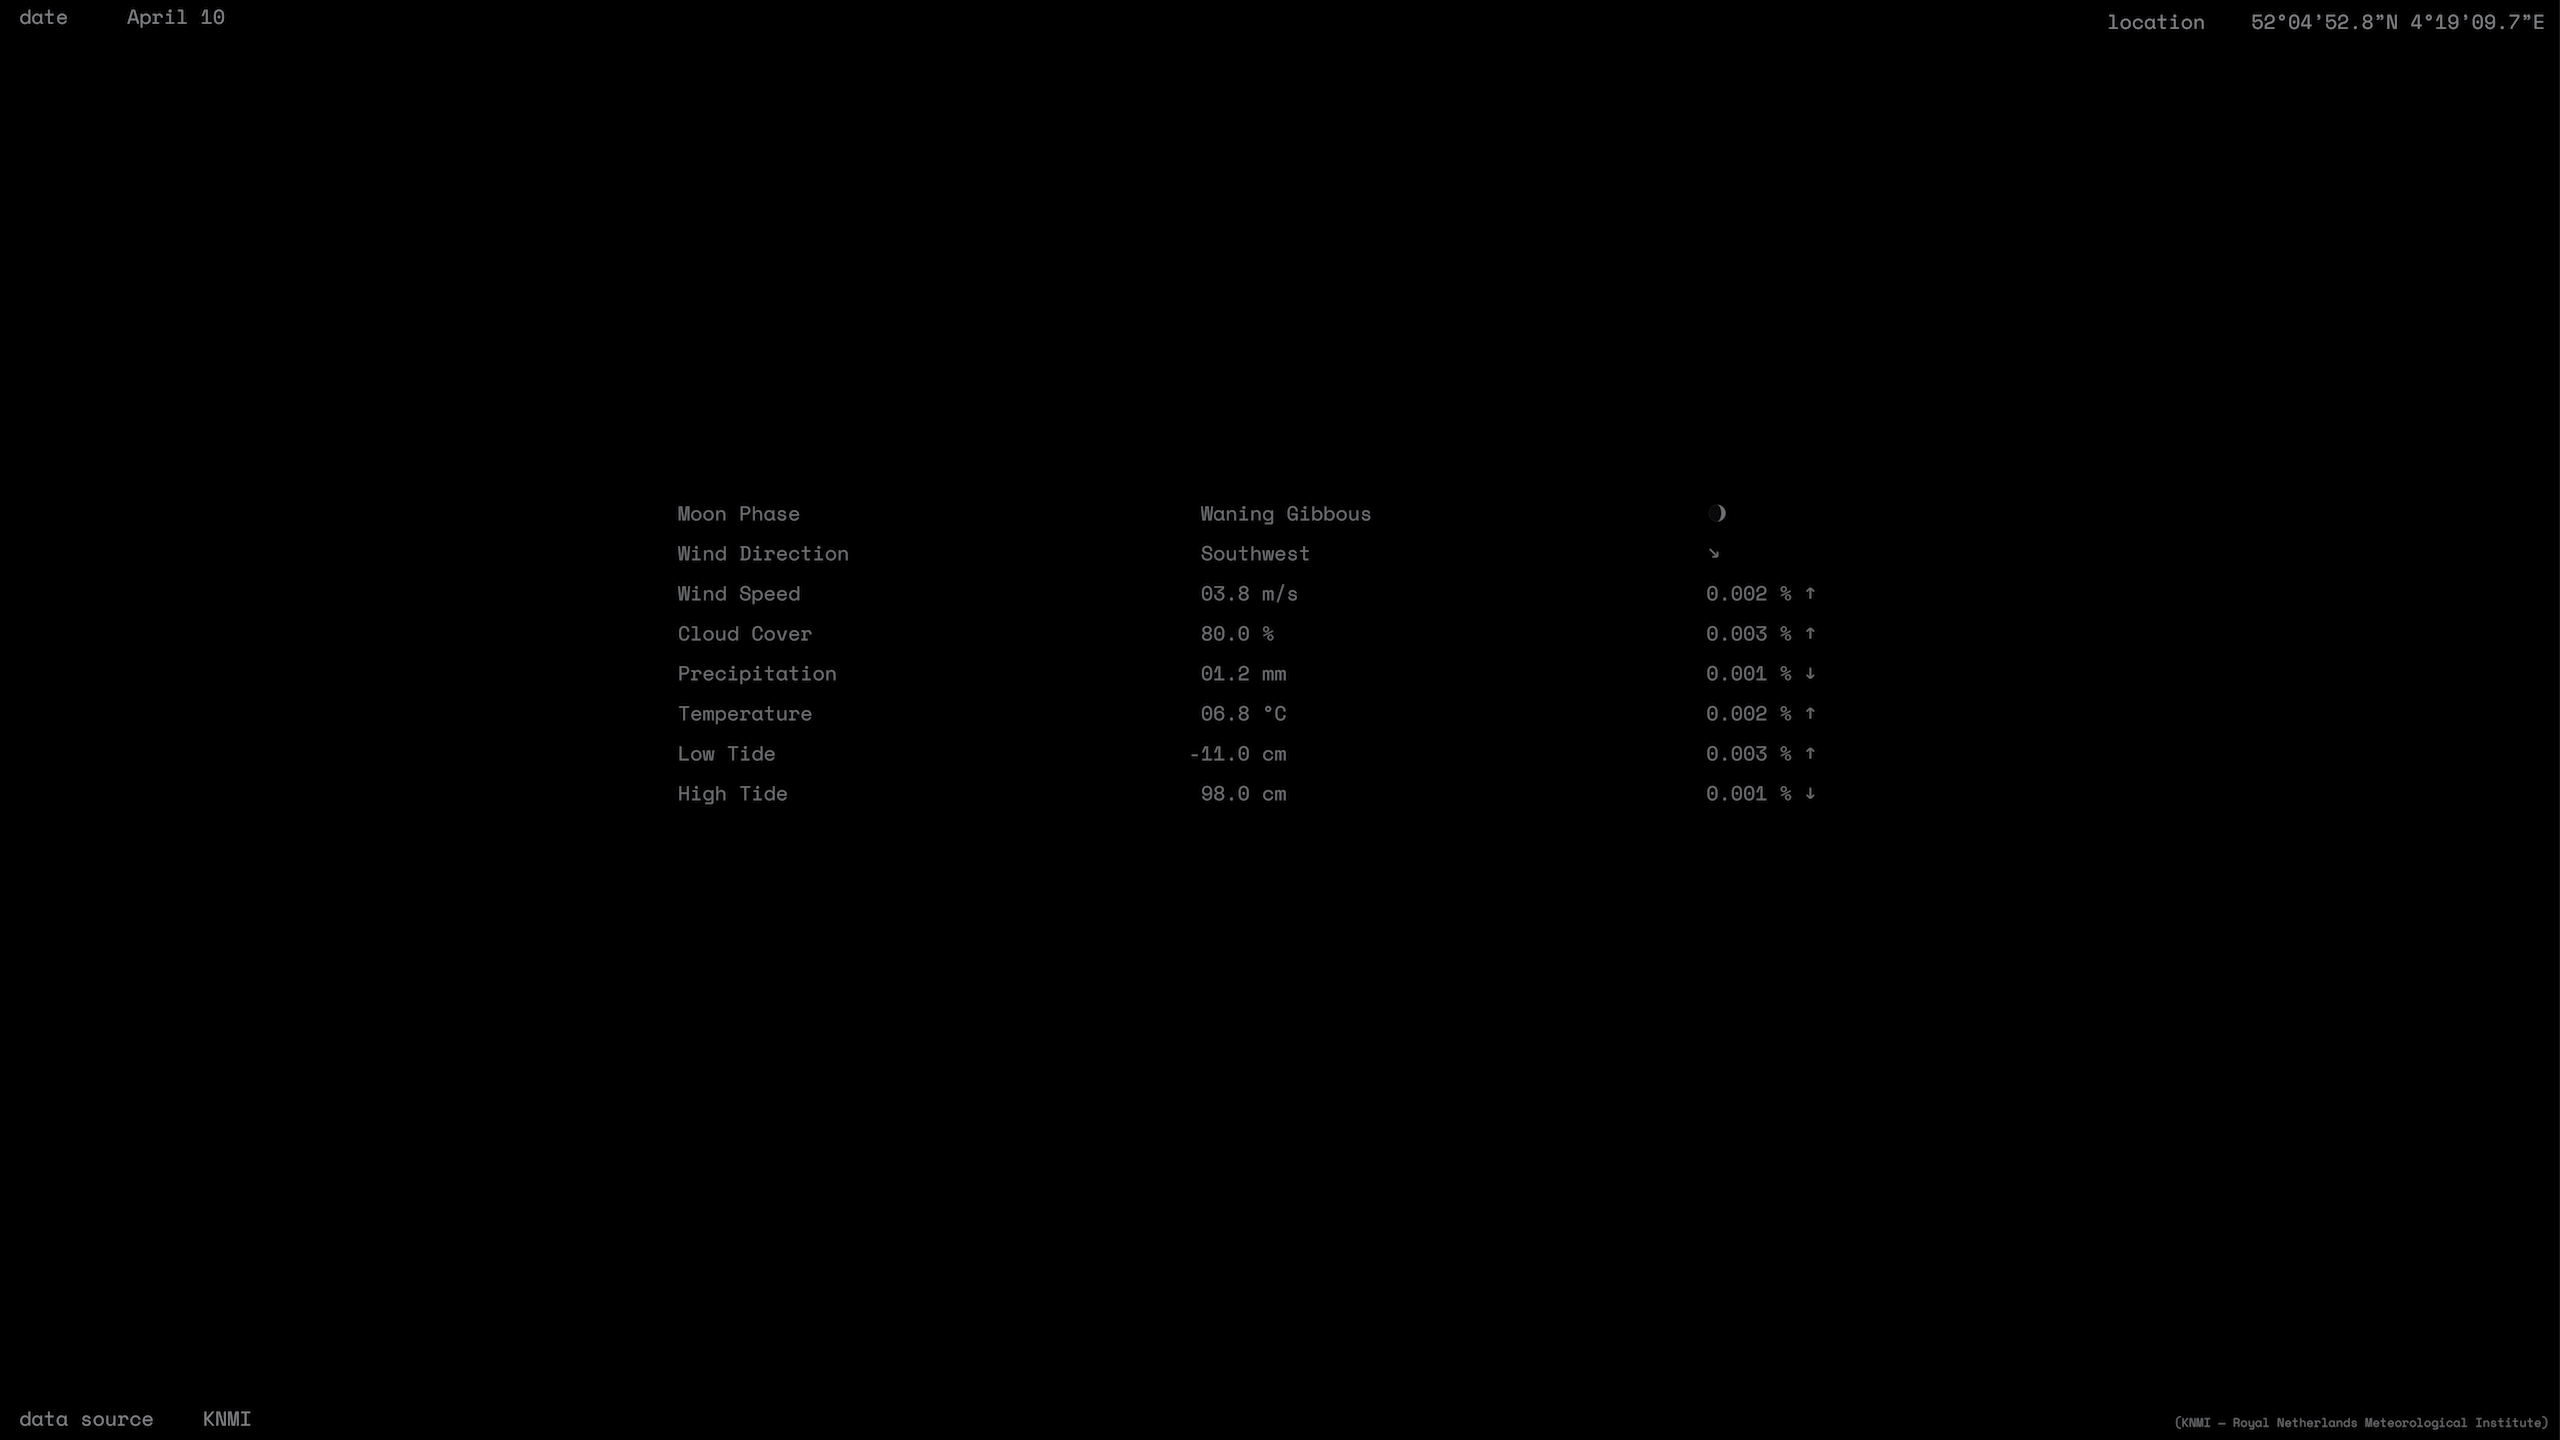 date April 10
location 52°04’52.8”N 4°19’09.7”E
Moon Phase Waning Gibbous 🌒
Wind Direction Southwest ↘
Wind Speed 03.8 m/s 0.002 % ↑
Cloud Cover 80.0 % 0.003 % ↑
Precipitation 01.2 mm 0.001 % ↓
Temperature 06.8 °C 0.002 % ↑
Low Tide -11.0 cm 0.003 % ↑
High Tide 98.0 cm 0.001 % ↓
data source KNMI
(KNMI – Royal Netherlands Meteorological Institute)